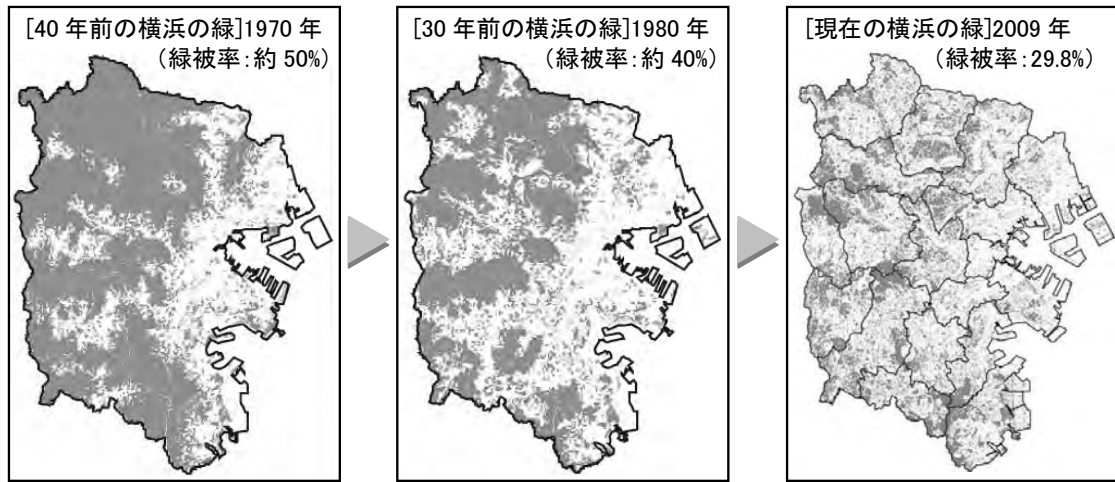 [40 年前の横浜の緑]1970 年
(緑被率:約 50%)
[30 年前の横浜の緑]1980 年
(緑被率:約 40%)
[現在の横浜の緑]2009 年
(緑被率:29.8%)